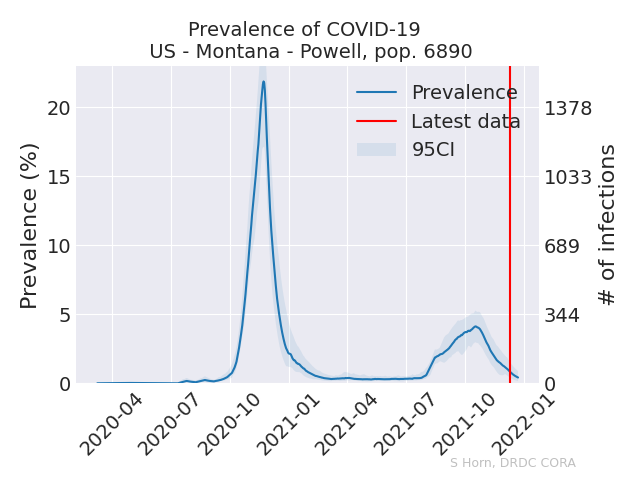 Prevalence of COVID-19
US - Montana - Powell, pop. 6890
Prevalence
Latest data
95CI
Prevalence (%)
20
15
10
5
0
1378
1033
689
344
0
# of infections
2020-04
2020-07
2020-10
2021-01
2021-04
2021-07
2021-10
2022-01
S Horn, DRDC CORA